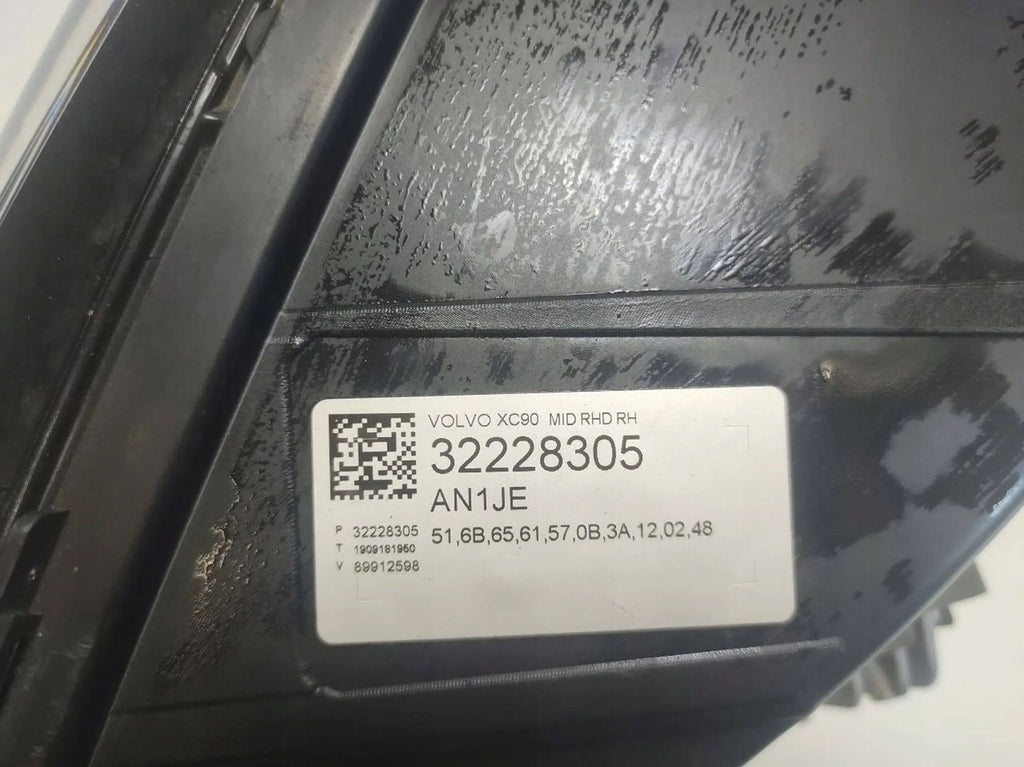 VOLVO XC90 MID RHD RH
32228305
AN1JE
51,6B,65,61,57,0B,3A,12,02,48
P 32228305
T 1909181950
V 89912598